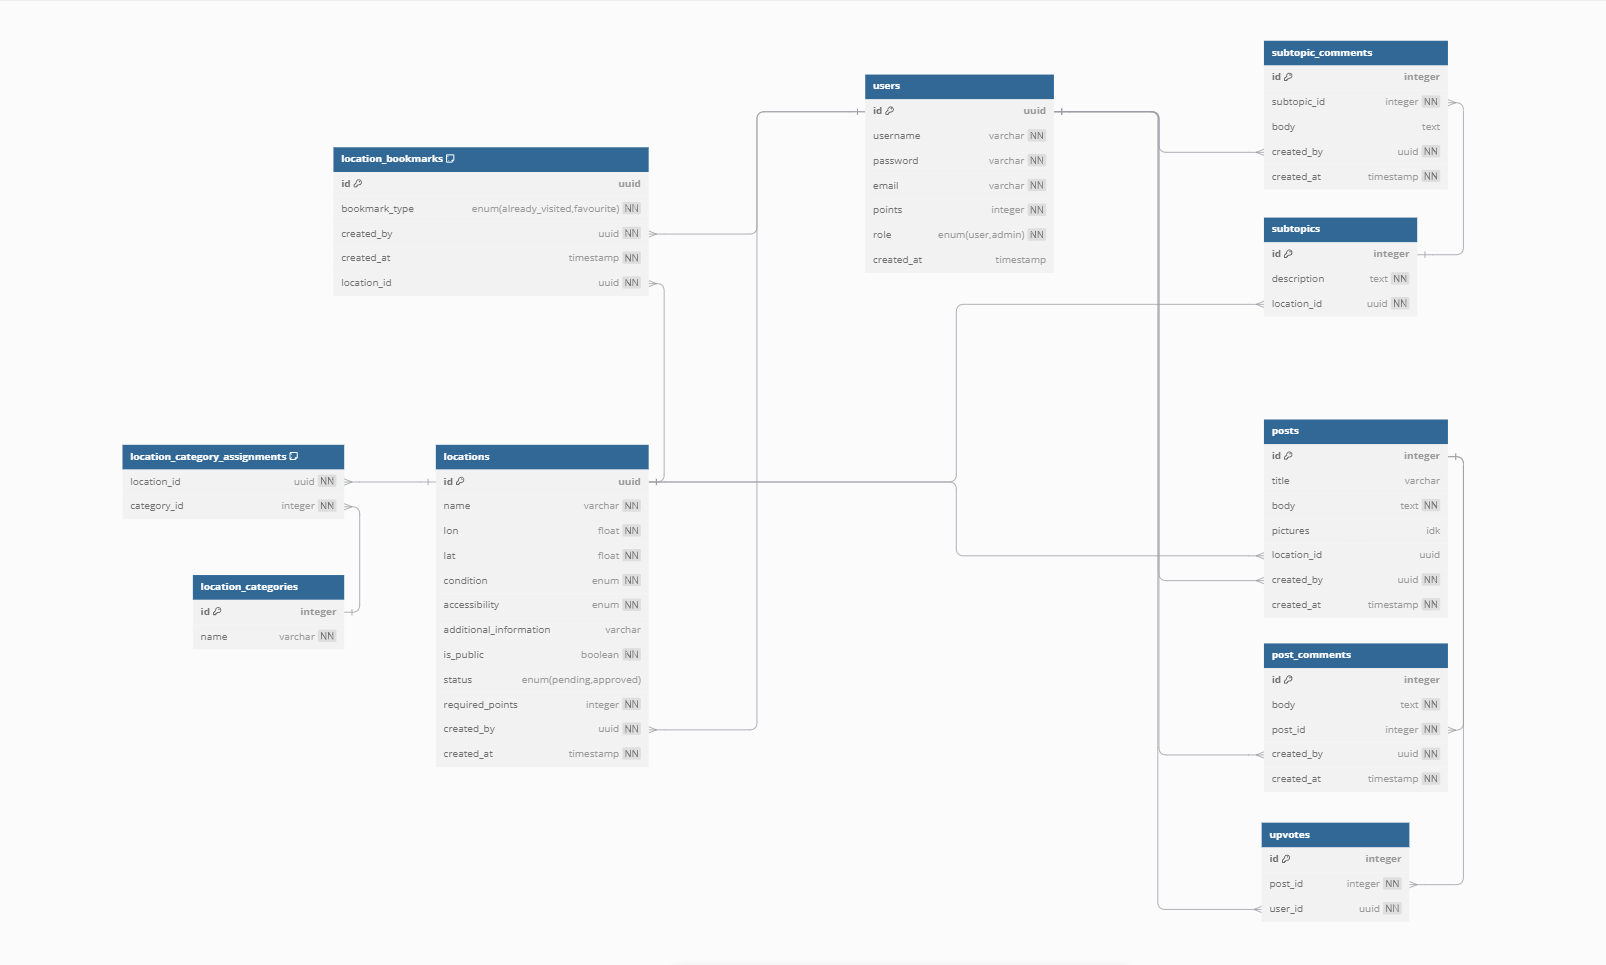 location_bookmarks
id uuid
bookmark_type enum(already_visited,favourite) NN
created_by uuid NN
created_at timestamp NN
location_id uuid NN
location_category_assignments
location_id uuid NN
category_id integer NN
location_categories
id integer
name varchar NN
locations
id uuid
name varchar NN
lon float NN
lat float NN
condition enum NN
accessibility enum NN
additional_information varchar
is_public boolean NN
status enum(pending,approved)
required_points integer NN
created_by uuid NN
created_at timestamp NN
users
id uuid
username varchar NN
password varchar NN
email varchar NN
points integer NN
role enum(user,admin) NN
created_at timestamp
subtopic_comments
id integer
subtopic_id integer NN
body text
created_by uuid NN
created_at timestamp NN
subtopics
id integer
description text NN
location_id uuid NN
posts
id integer
title varchar
body text NN
pictures idk
location_id uuid
created_by uuid NN
created_at timestamp NN
post_comments
id integer
body text NN
post_id integer NN
created_by uuid NN
created_at timestamp NN
upvotes
id integer
post_id integer NN
user_id uuid NN